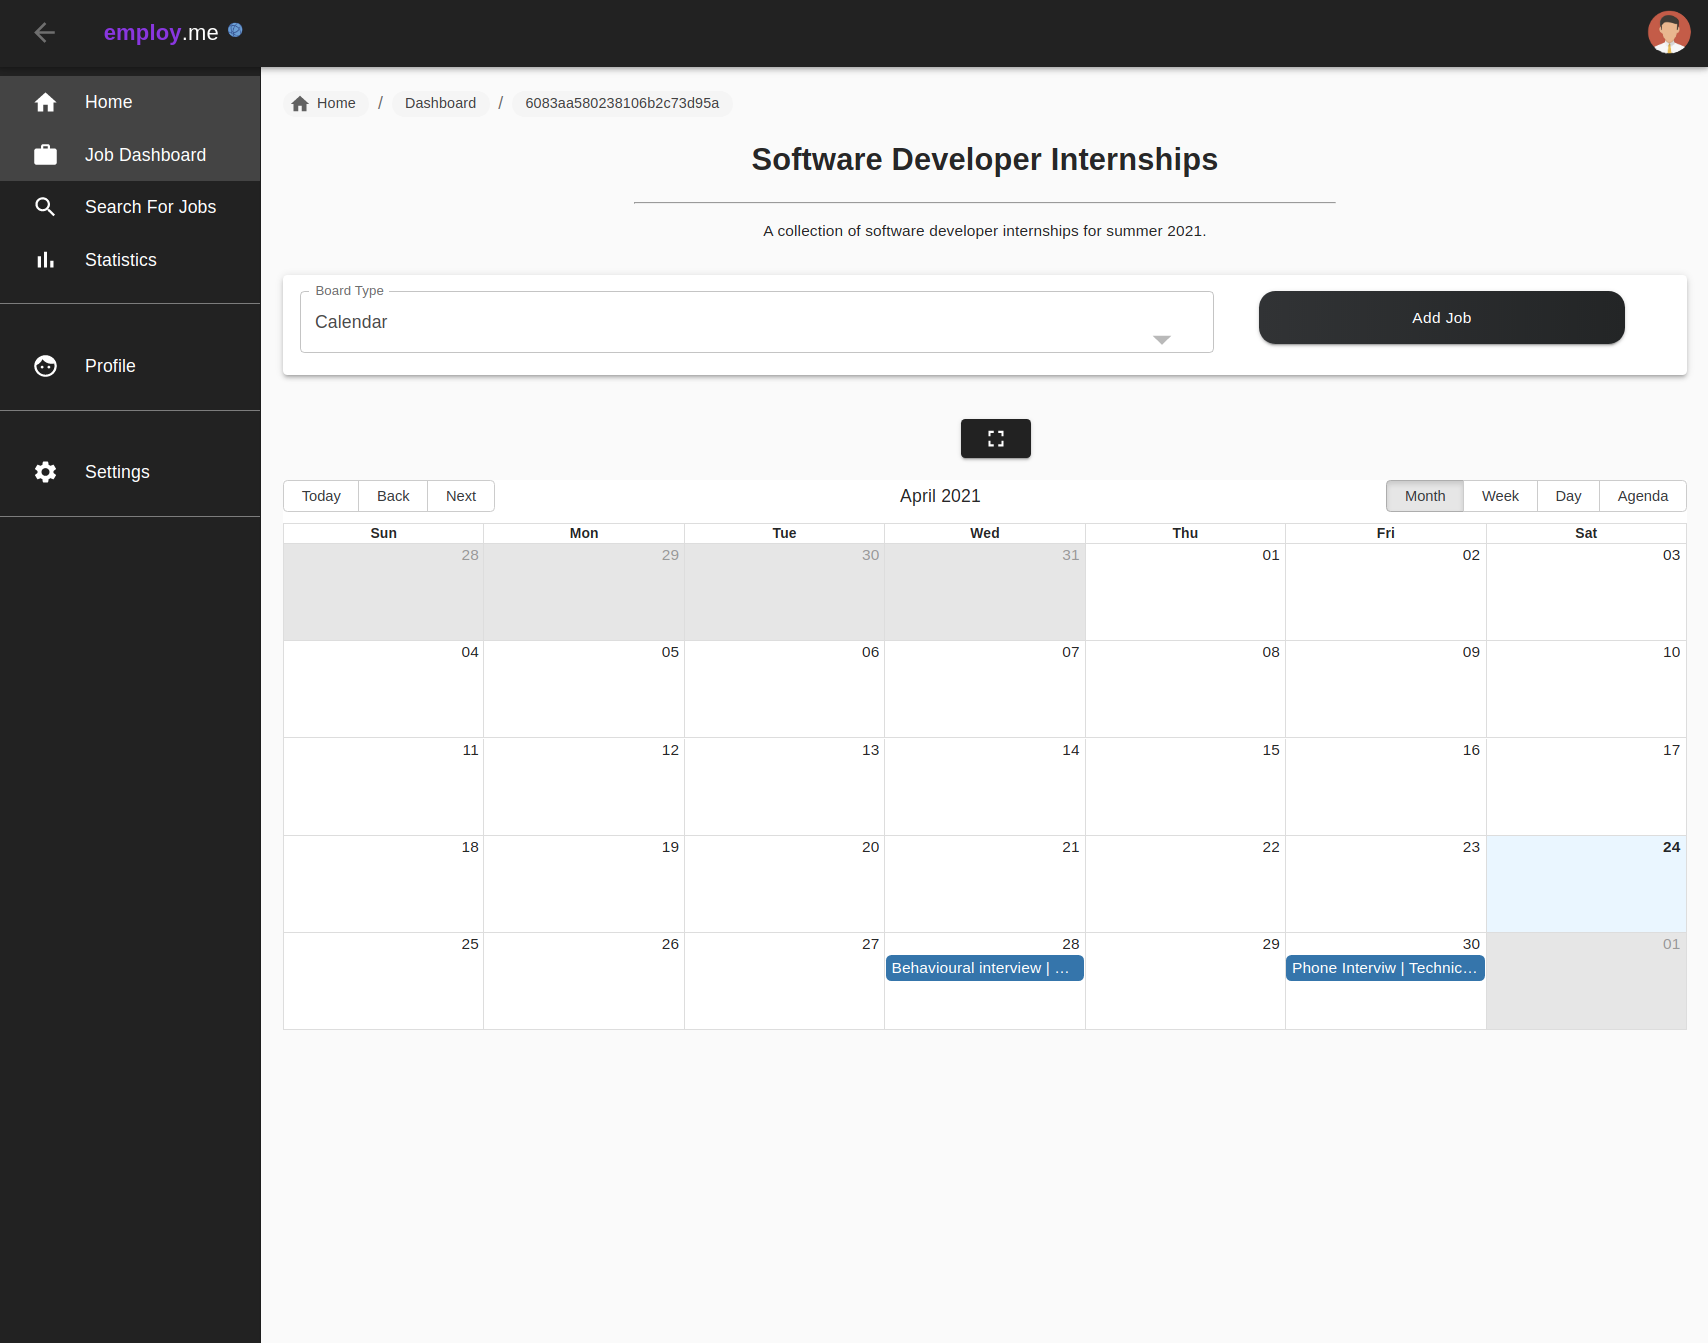 employ.me
Home
Job Dashboard
Search For Jobs
Statistics
Profile
Settings
Home / Dashboard / 6083aa580238106b2c73d95a
Software Developer Internships
A collection of software developer internships for summer 2021.
Board Type
Calendar
Add Job
Today Back Next April 2021 Month Week Day Agenda
Sun Mon Tue Wed Thu Fri Sat
28 29 30 31 01 02 03
04 05 06 07 08 09 10
11 12 13 14 15 16 17
18 19 20 21 22 23 24
25 26 27 28 29 30 01
Behavioural interview | ... Phone Interviw | Technic...